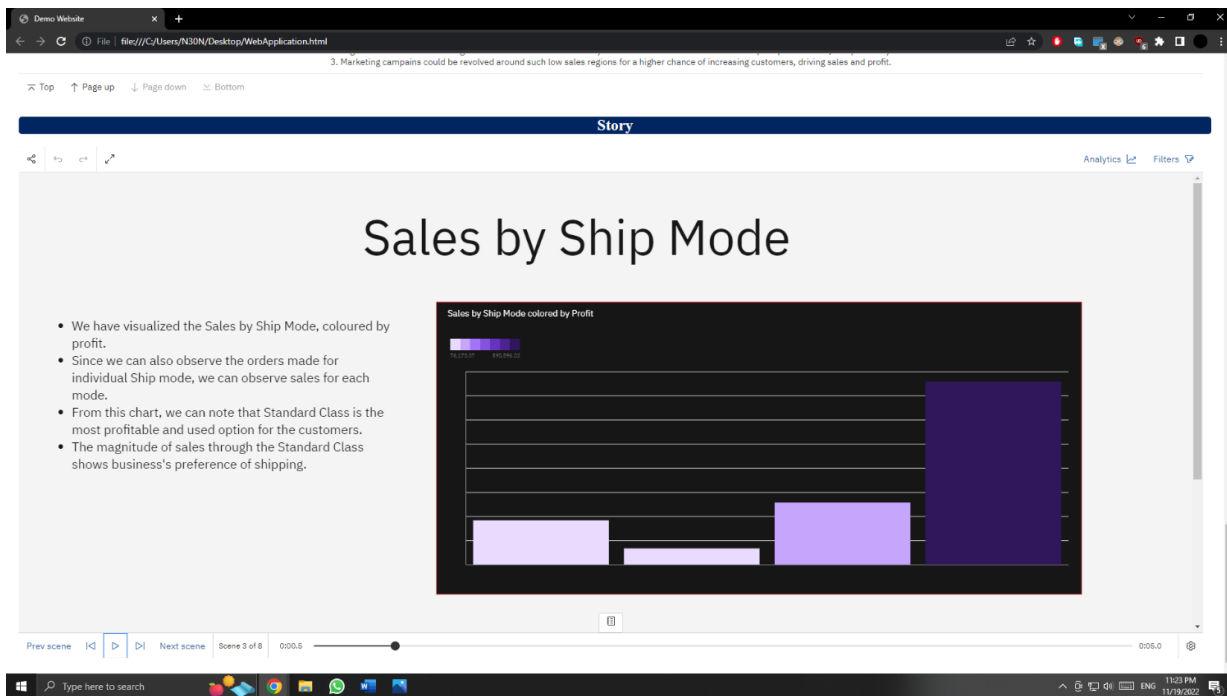 Demo Website
File
file:///C:/Users/N30N/Desktop/WebApplication.html
3. Marketing campains could be revolved around such low sales regions for a higher chance of increasing customers, driving sales and profit.
Top Page up Page down Bottom
Story
Analytics Filters
Sales by Ship Mode
• We have visualized the Sales by Ship Mode, coloured by
profit.
• Since we can also observe the orders made for
individual Ship mode, we can observe sales for each
mode.
• From this chart, we can note that Standard Class is the
most profitable and used option for the customers.
• The magnitude of sales through the Standard Class
shows business's preference of shipping.
Sales by Ship Mode colored by Profit
Prev scene Next scene Scene 3 of 8 0:00.5 0:05.0
Type here to search
ENG
11:23 PM
11/19/2022